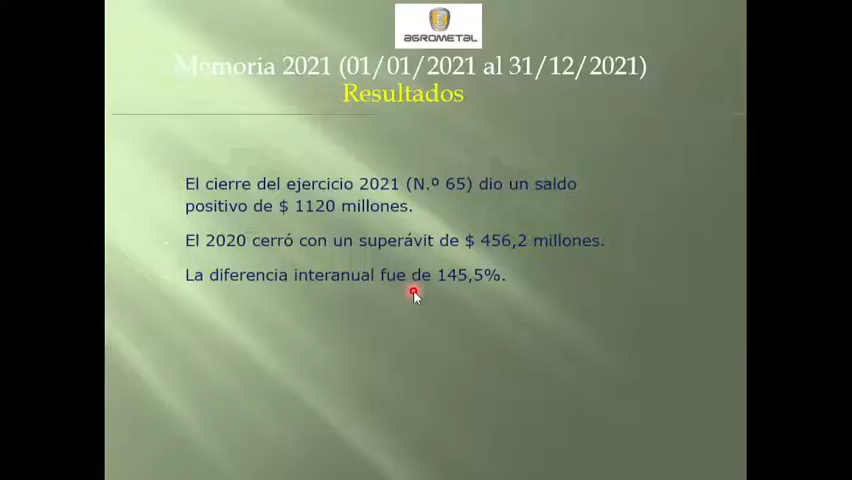 AGROMETAL
Memoria 2021 (01/01/2021 al 31/12/2021)
Resultados
El cierre del ejercicio 2021 (N.º 65) dio un saldo
positivo de $ 1120 millones.
El 2020 cerró con un superávit de $ 456,2 millones.
La diferencia interanual fue de 145,5%.